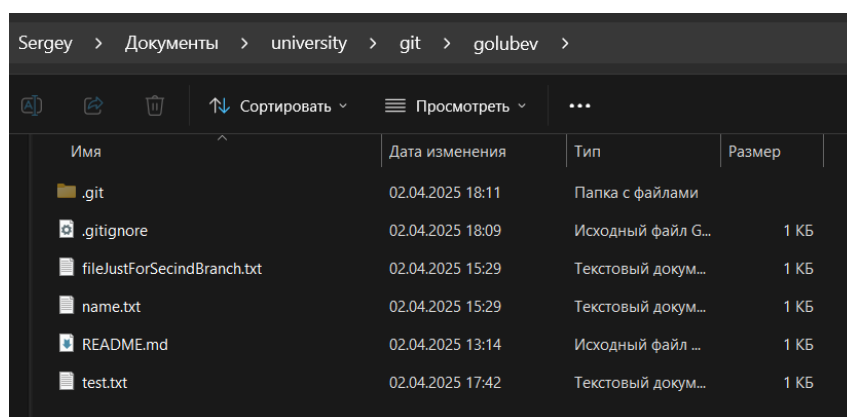 Sergey > Документы > university > git > golubev >
Сортировать Просмотреть •••
Имя Дата изменения Тип Размер
.git 02.04.2025 18:11 Папка с файлами
.gitignore 02.04.2025 18:09 Исходный файл G... 1 КБ
fileJustForSecindBranch.txt 02.04.2025 15:29 Текстовый докум... 1 КБ
name.txt 02.04.2025 15:29 Текстовый докум... 1 КБ
README.md 02.04.2025 13:14 Исходный файл ... 1 КБ
test.txt 02.04.2025 17:42 Текстовый докум... 1 КБ